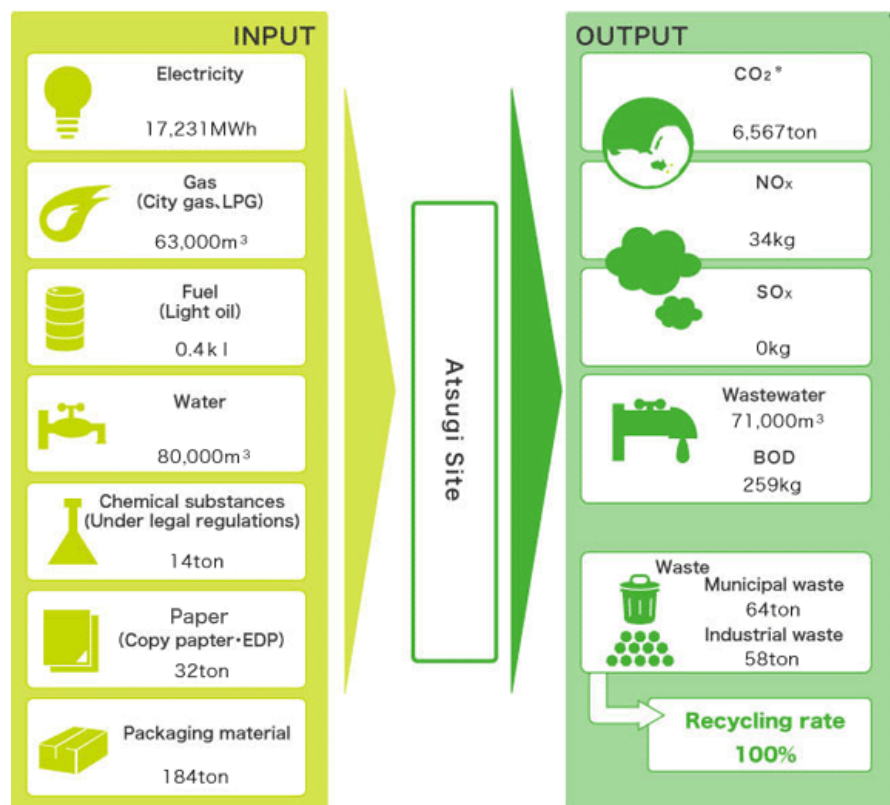 INPUT
Electricity
17,231MWh
Gas
(City gas、LPG)
63,000m³
Fuel
(Light oil)
0.4k l
Water
80,000m³
Chemical substances
(Under legal regulations)
14ton
Paper
(Copy papter・EDP)
32ton
Packaging material
184ton
Atsugi Site
OUTPUT
CO₂*
6,567ton
NOx
34kg
SOx
0kg
Wastewater
71,000m³
BOD
259kg
Waste
Municipal waste
64ton
Industrial waste
58ton
Recycling rate
100%